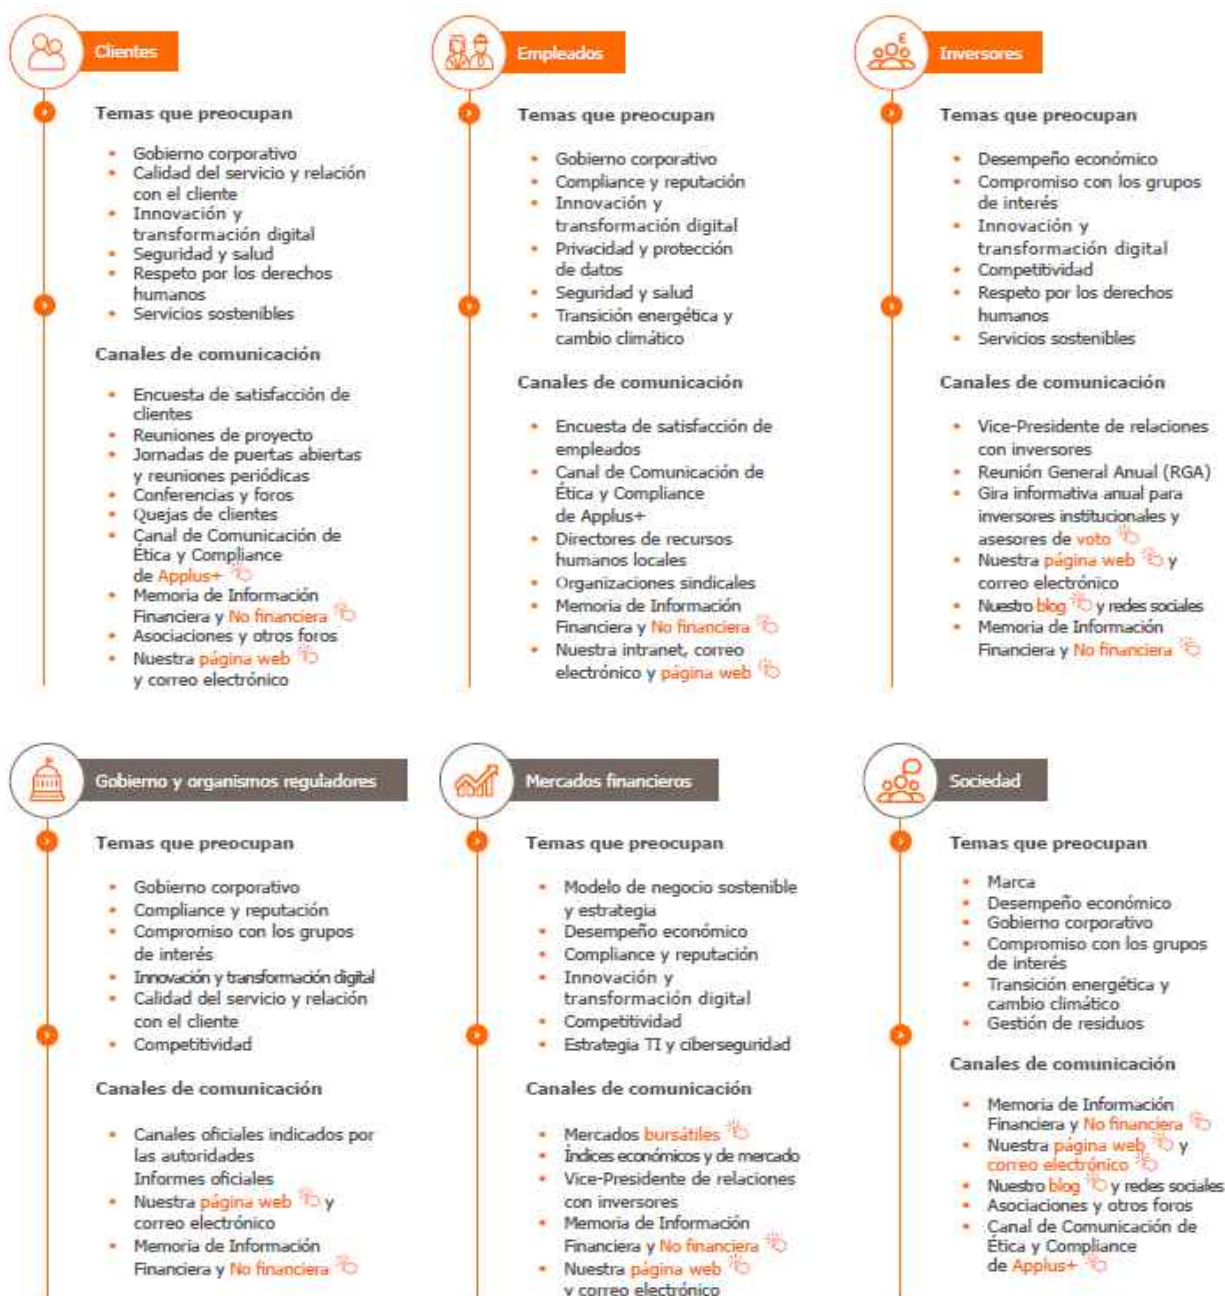 Clientes
Temas que preocupan
• Gobierno corporativo
• Calidad del servicio y relación
con el cliente
• Innovación y
transformación digital
• Seguridad y salud
• Respeto por los derechos
humanos
• Servicios sostenibles
Canales de comunicación
• Encuesta de satisfacción de
clientes
• Reuniones de proyecto
• Jornadas de puertas abiertas
y reuniones periódicas
• Conferencias y foros
• Quejas de clientes
• Canal de Comunicación de
Ética y Compliance
de Applus+
• Memoria de Información
Financiera y No financiera
• Asociaciones y otros foros
• Nuestra página web
y correo electrónico
Empleados
Temas que preocupan
• Gobierno corporativo
• Compliance y reputación
• Innovación y
transformación digital
• Privacidad y protección
de datos
• Seguridad y salud
• Transición energética y
cambio climático
Canales de comunicación
• Encuesta de satisfacción de
empleados
• Canal de Comunicación de
Ética y Compliance
de Applus+
• Directores de recursos
humanos locales
• Organizaciones sindicales
• Memoria de Información
Financiera y No financiera
• Nuestra intranet, correo
electrónico y página web
€
Inversores
Temas que preocupan
• Desempeño económico
• Compromiso con los grupos
de interés
• Innovación y
transformación digital
• Competitividad
• Respeto por los derechos
humanos
• Servicios sostenibles
Canales de comunicación
• Vice-Presidente de relaciones
con inversores
• Reunión General Anual (RGA)
• Gira informativa anual para
inversores institucionales y
asesores de voto
• Nuestra página web y
correo electrónico
• Nuestro blog y redes sociales
• Memoria de Información
Financiera y No financiera
Gobierno y organismos reguladores
Temas que preocupan
• Gobierno corporativo
• Compliance y reputación
• Compromiso con los grupos
de interés
• Innovación y transformación digital
• Calidad del servicio y relación
con el cliente
• Competitividad
Canales de comunicación
• Canales oficiales indicados por
las autoridades
Informes oficiales
• Nuestra página web y
correo electrónico
• Memoria de Información
Financiera y No financiera
Mercados financieros
Temas que preocupan
• Modelo de negocio sostenible
y estrategia
• Desempeño económico
• Compliance y reputación
• Innovación y
transformación digital
• Competitividad
• Estrategia TI y ciberseguridad
Canales de comunicación
• Mercados bursátiles
• Índices económicos y de mercado
• Vice-Presidente de relaciones
con inversores
• Memoria de Información
Financiera y No financiera
• Nuestra página web
y correo electrónico
Sociedad
Temas que preocupan
• Marca
• Desempeño económico
• Gobierno corporativo
• Compromiso con los grupos
de interés
• Transición energética y
cambio climático
• Gestión de residuos
Canales de comunicación
• Memoria de Información
Financiera y No financiera
• Nuestra página web y
correo electrónico
• Nuestro blog y redes sociales
• Asociaciones y otros foros
• Canal de Comunicación de
Ética y Compliance
de Applus+